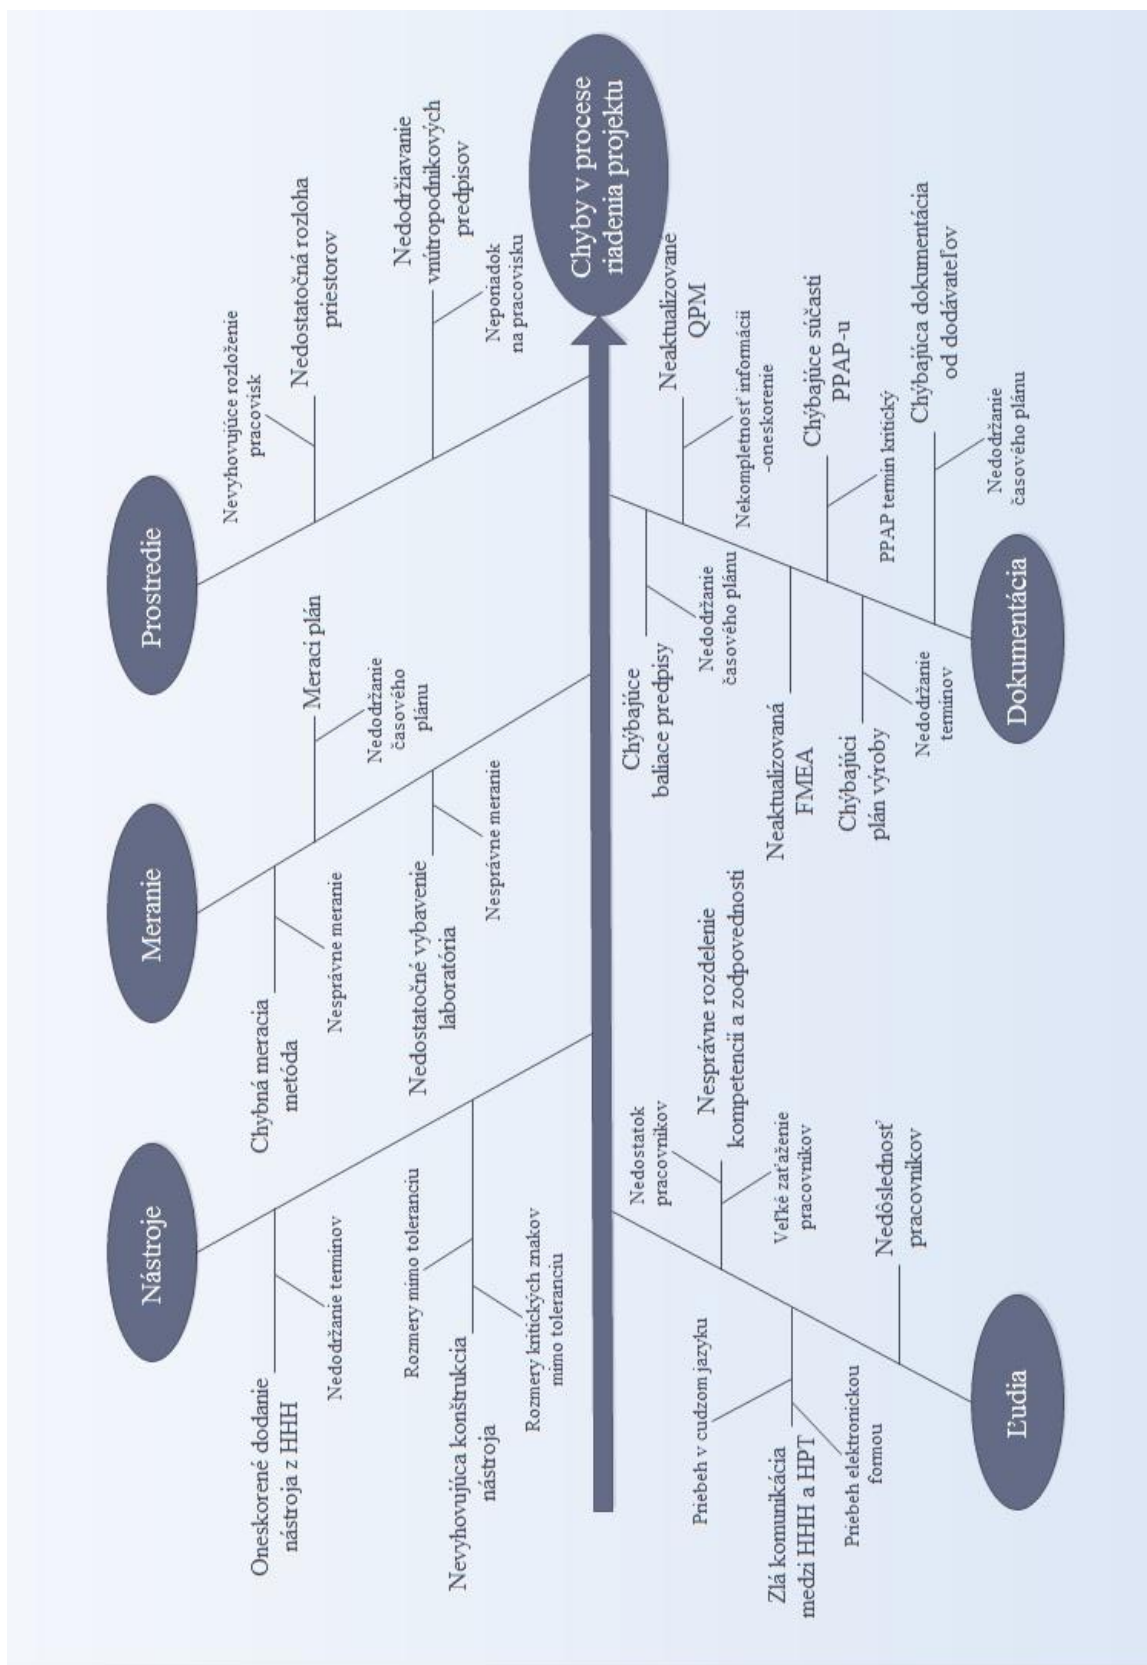 Nástroje
Oneskorené dodanie
nástroja z HHH
Nedodržanie termínov
Rozmery mimo toleranciu
Nevyhovujúca konštrukcia
nástroja
Rozmery kritických znakov
mimo toleranciu
Meranie
Chybná meracia
metóda
Nesprávne meranie
Merací plán
Nedodržanie
časového
plánu
Nedostatočné vybavenie
laboratória
Nesprávne meranie
Prostredie
Nevyhovujúce rozloženie
pracovisk
Nedostatočná rozloha
priestorov
Nedodržiavanie
vnútropodnikových
predpisov
Neporiadok
na pracovisku
Chyby v procese
riadenia projektu
Nedostatok
pracovníkov
Nesprávne rozdelenie
kompetencií a zodpovednosti
Veľké zaťaženie
pracovníkov
Priebeh v cudzom jazyku
Zlá komunikácia
medzi HHH a HPT
Priebeh elektronickou
formou
Nedôslednosť
pracovníkov
Ľudia
Chýbajúce
baliace predpisy
Nedodržanie
časového plánu
Neaktualizovane
QPM
Nekompletnosť informácií
-oneskorenie
Neaktualizovaná
FMEA
Chýbajúce súčasti
PPAP-u
PPAP termín kritický
Chýbajúci
plán výroby
Nedodržanie
termínov
Chýbajúca dokumentácia
od dodávateľov
Nedodržanie
časového plánu
Dokumentácia